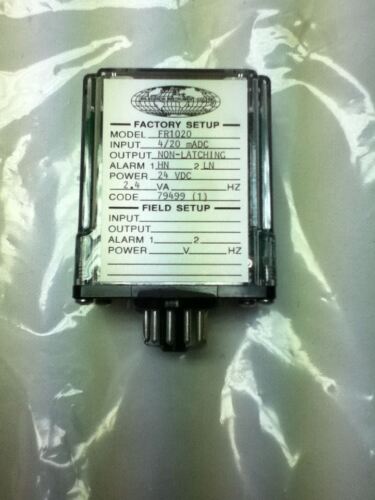 FACTORY SETUP
MODEL FR1020
INPUT 4/20 mADC
OUTPUT NON-LATCHING
ALARM 1 HN 2 LN
POWER 24 VDC
2.4 VA HZ
CODE 79499 (1)
FIELD SETUP
INPUT
OUTPUT
ALARM 1 2
POWER V HZ